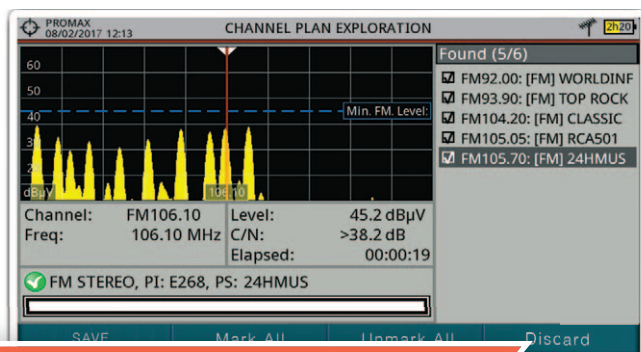 PROMAX
08/02/2017 12:13
CHANNEL PLAN EXPLORATION
2h20
60
50
40
30
20
dBµV
Min. FM. Level:
106.10
Found (5/6)
FM92.00: [FM] WORLDINF
FM93.90: [FM] TOP ROCK
FM104.20: [FM] CLASSIC
FM105.05: [FM] RCA501
FM105.70: [FM] 24HMUS
Channel: FM106.10
Freq: 106.10 MHz
Level: 45.2 dBµV
C/N: >38.2 dB
Elapsed: 00:00:19
FM STEREO, PI: E268, PS: 24HMUS
SAVE Mark All Unmark All Discard